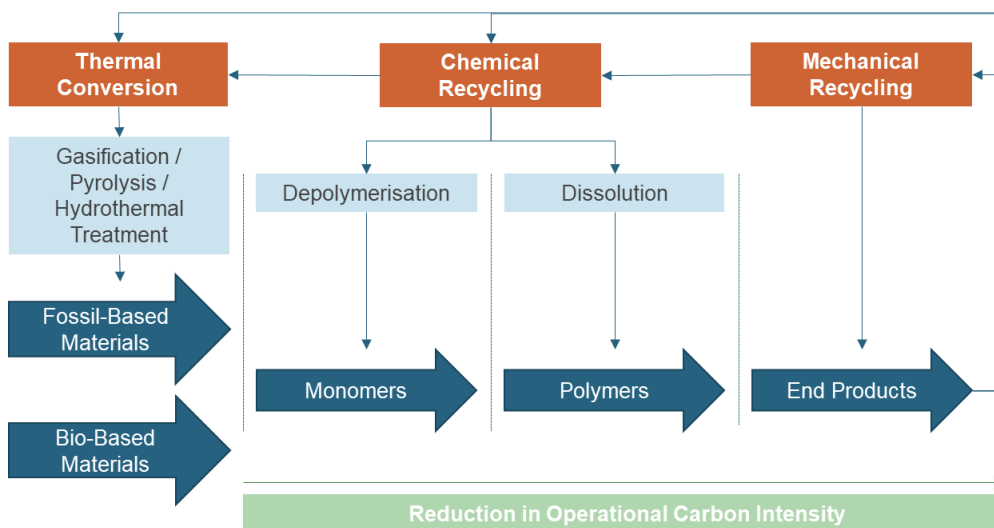 Thermal
Conversion
Chemical
Recycling
Mechanical
Recycling
Gasification /
Pyrolysis /
Hydrothermal
Treatment
Depolymerisation
Dissolution
Fossil-Based
Materials
Monomers
Polymers
End Products
Bio-Based
Materials
Reduction in Operational Carbon Intensity